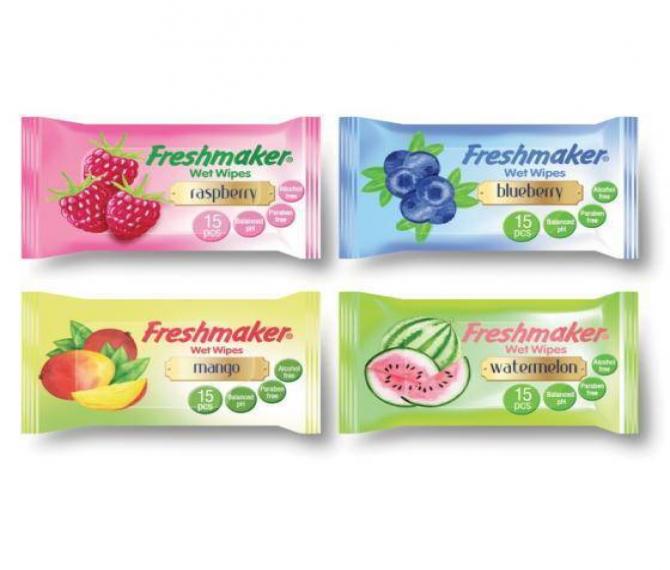 Freshmaker®
Wet Wipes
raspberry
Alcohol
free
15
pcs
Balanced
pH
Paraben
free
Freshmaker®
Wet Wipes
blueberry
Alcohol
free
15
pcs
Balanced
pH
Paraben
free
Freshmaker®
Wet Wipes
mango
Alcohol
free
15
pcs
Balanced
pH
Paraben
free
Freshmaker®
Wet Wipes
watermelon
Alcohol
free
15
pcs
Balanced
pH
Paraben
free